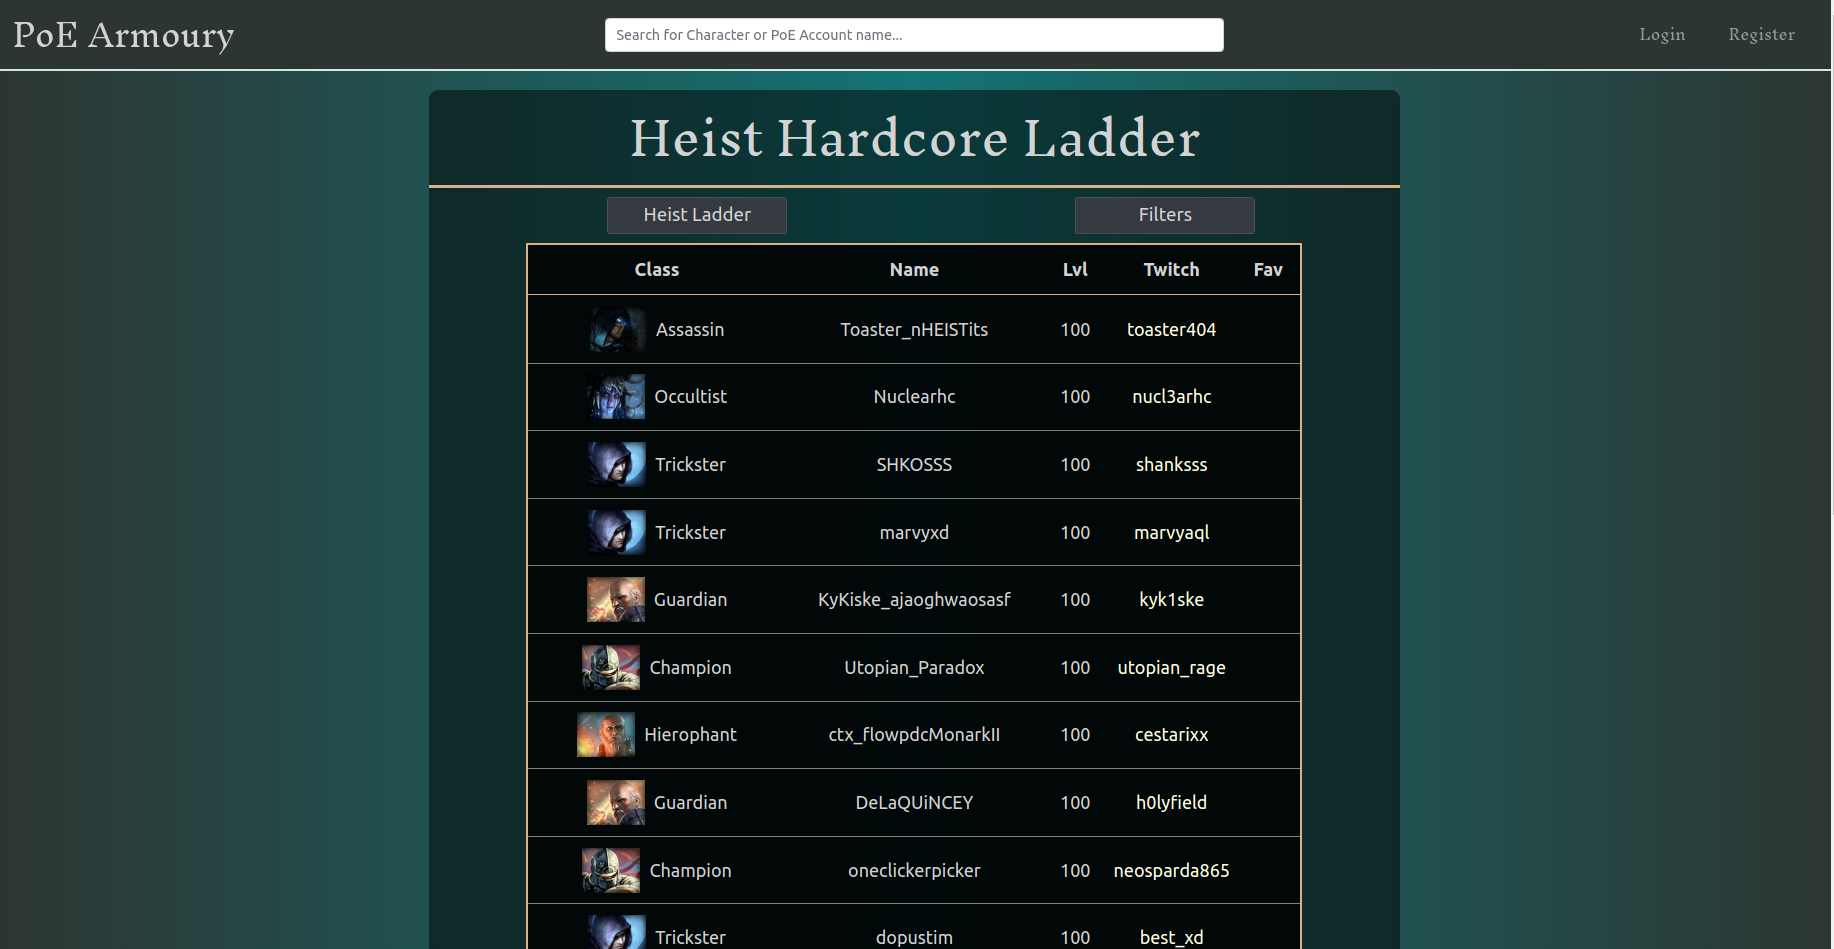 PoE Armoury Search for Character or PoE Account name... Login Register
Heist Hardcore Ladder
Heist Ladder Filters
Class Name Lvl Twitch Fav
Assassin Toaster_nHEISTits 100 toaster404
Occultist Nuclearhc 100 nucl3arhc
Trickster SHKOSSS 100 shanksss
Trickster marvyxd 100 marvyaql
Guardian KyKiske_ajaoghwaosasf 100 kyk1ske
Champion Utopian_Paradox 100 utopian_rage
Hierophant ctx_flowpdcMonarkII 100 cestarixx
Guardian DeLaQUiNCEY 100 h0lyfield
Champion oneclickerpicker 100 neosparda865
Trickster dopustim 100 best_xd